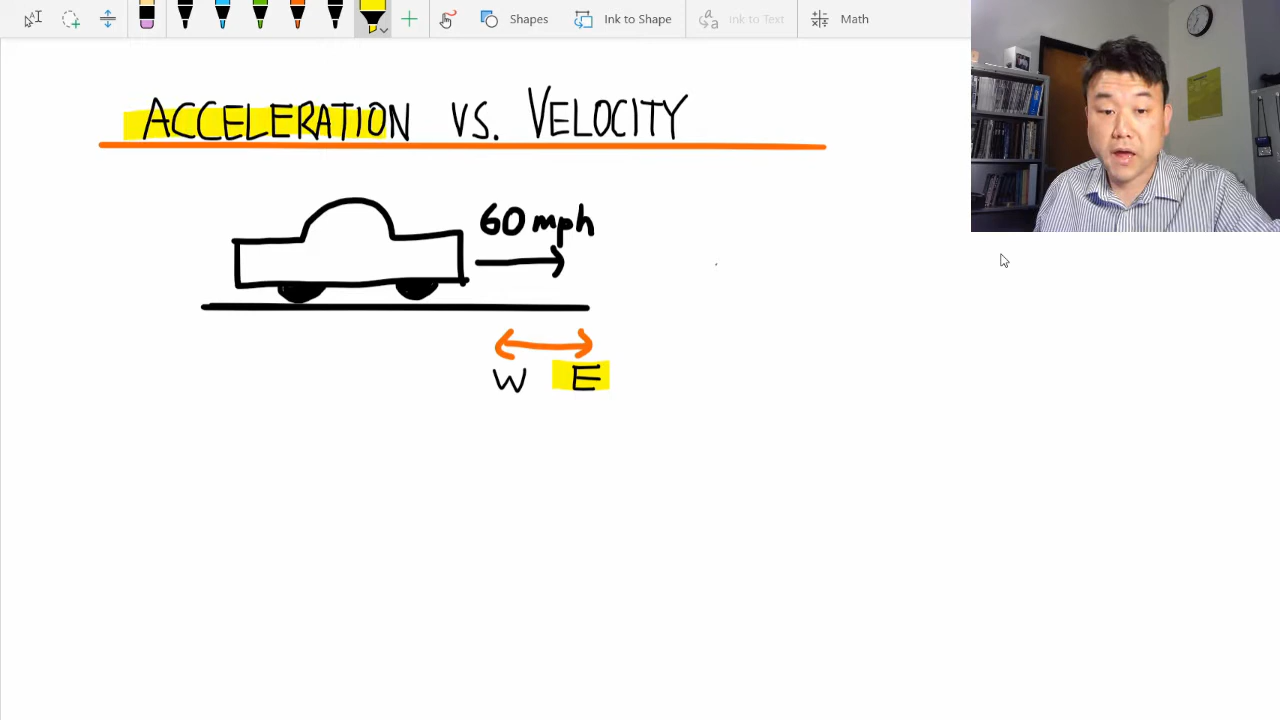 Shapes
Ink to Shape
Ink to Text
Math
ACCELERATION VS. VELOCITY
60 mph
W E